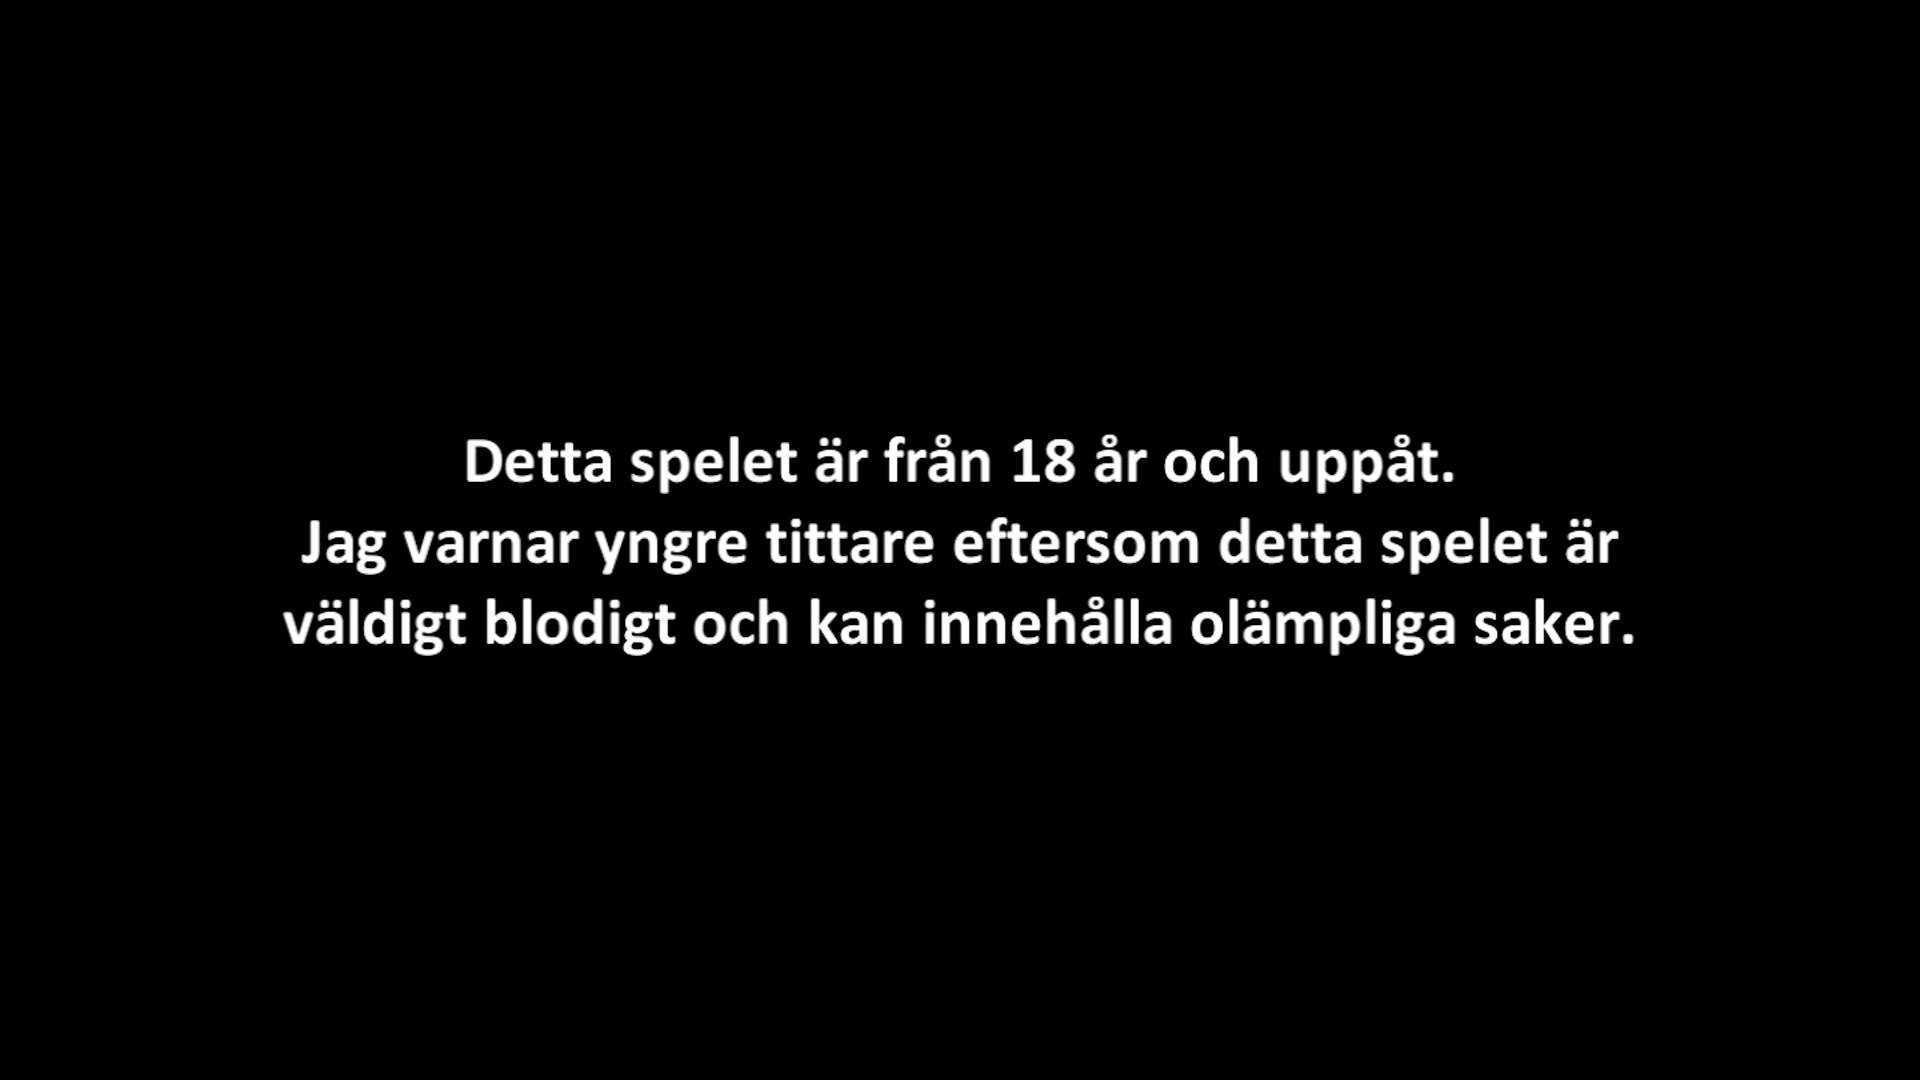 Detta spelet är från 18 år och uppåt.
Jag varnar yngre tittare eftersom detta spelet är
väldigt blodigt och kan innehålla olämpliga saker.